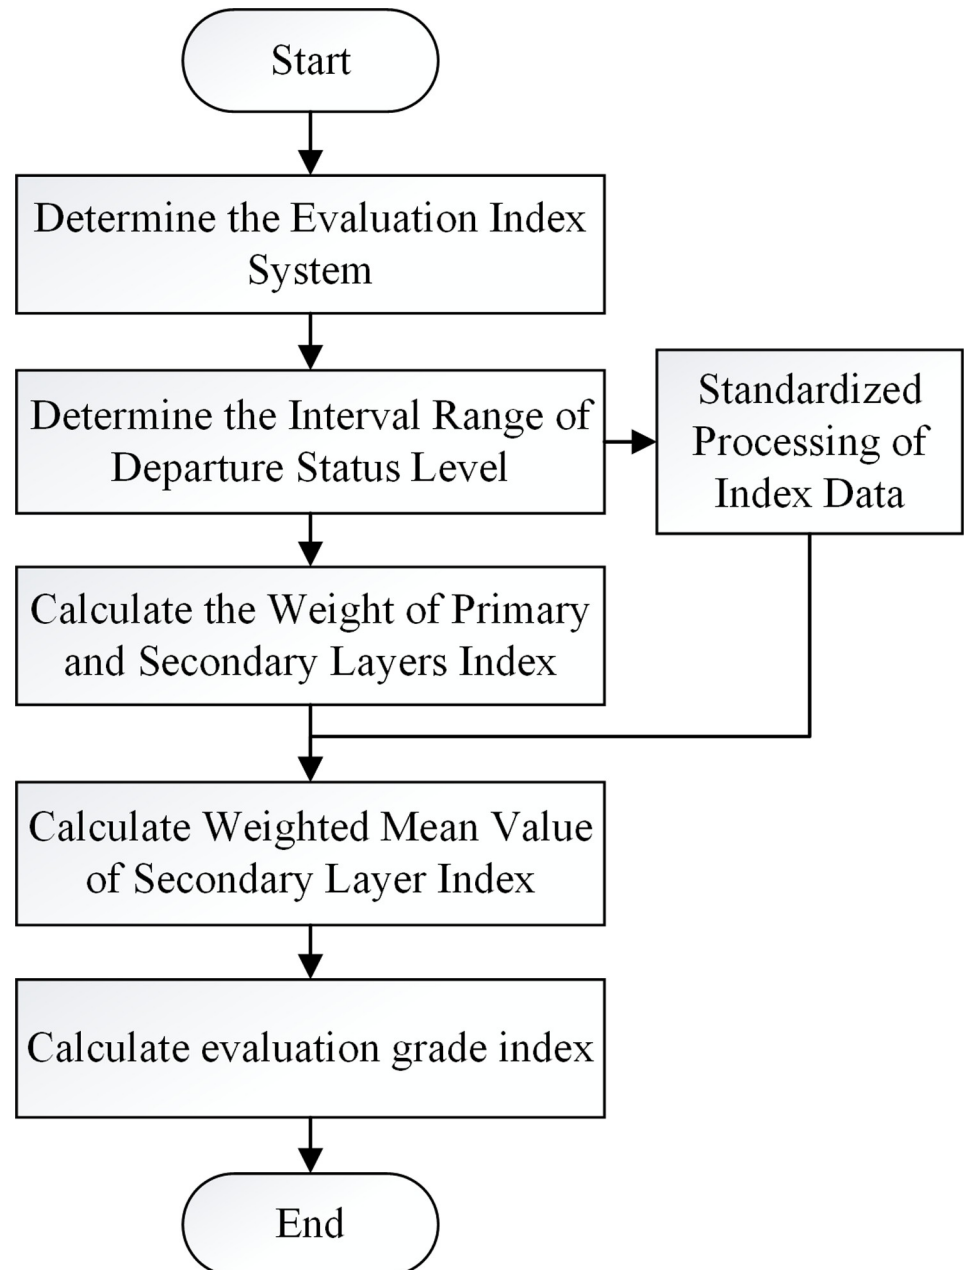 Start
Determine the Evaluation Index
System
Determine the Interval Range of
Departure Status Level
Standardized
Processing of
Index Data
Calculate the Weight of Primary
and Secondary Layers Index
Calculate Weighted Mean Value
of Secondary Layer Index
Calculate evaluation grade index
End